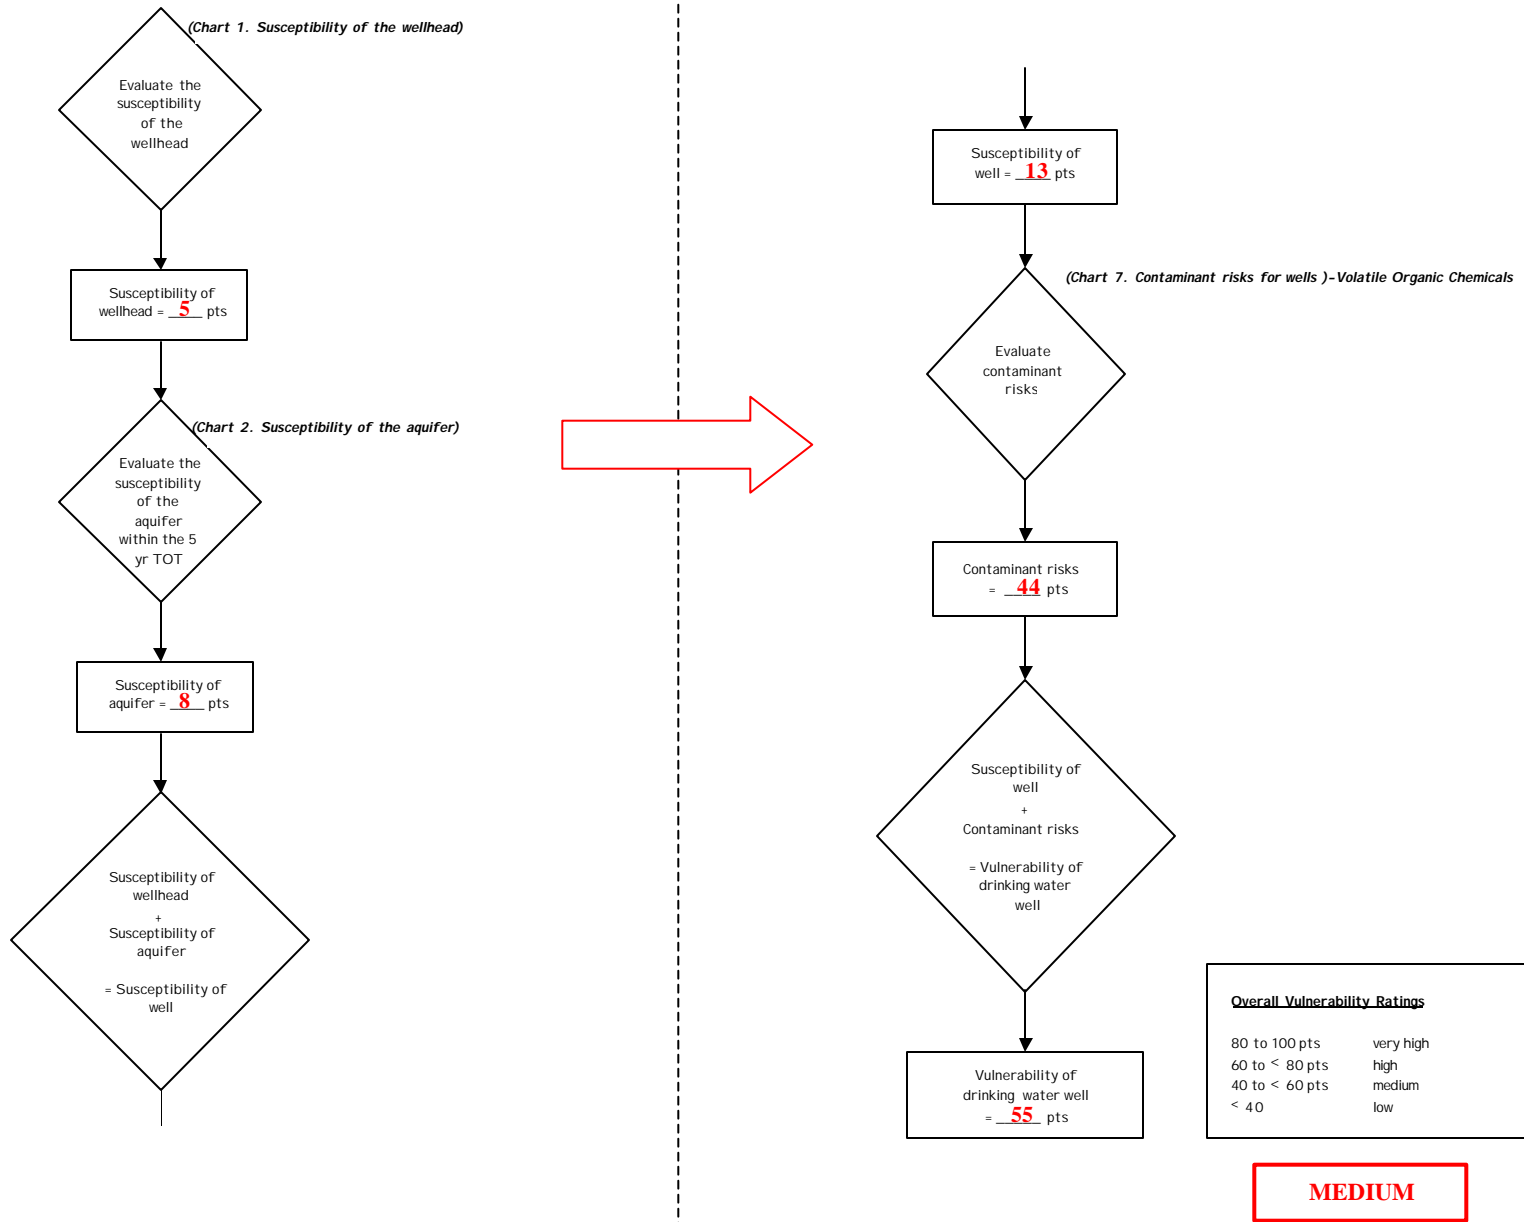 (Chart 1. Susceptibility of the wellhead)
Evaluate the
susceptibility
of the
wellhead
Susceptibility of
wellhead = 5 pts
(Chart 2. Susceptibility of the aquifer)
Evaluate the
susceptibility
of the
aquifer
within the 5
yr TOT
Susceptibility of
aquifer = 8 pts
Susceptibility of
wellhead
+
Susceptibility of
aquifer
= Susceptibility of
well
Susceptibility of
well = 13 pts
(Chart 7. Contaminant risks for wells )–Volatile Organic Chemicals
Evaluate
contaminant
risks
Contaminant risks
= 44 pts
Susceptibility of
well
+
Contaminant risks
= Vulnerability of
drinking water
well
Vulnerability of
drinking water well
= 55 pts
Overall Vulnerability Ratings
80 to 100 pts very high
60 to < 80 pts high
40 to < 60 pts medium
< 40 low
MEDIUM